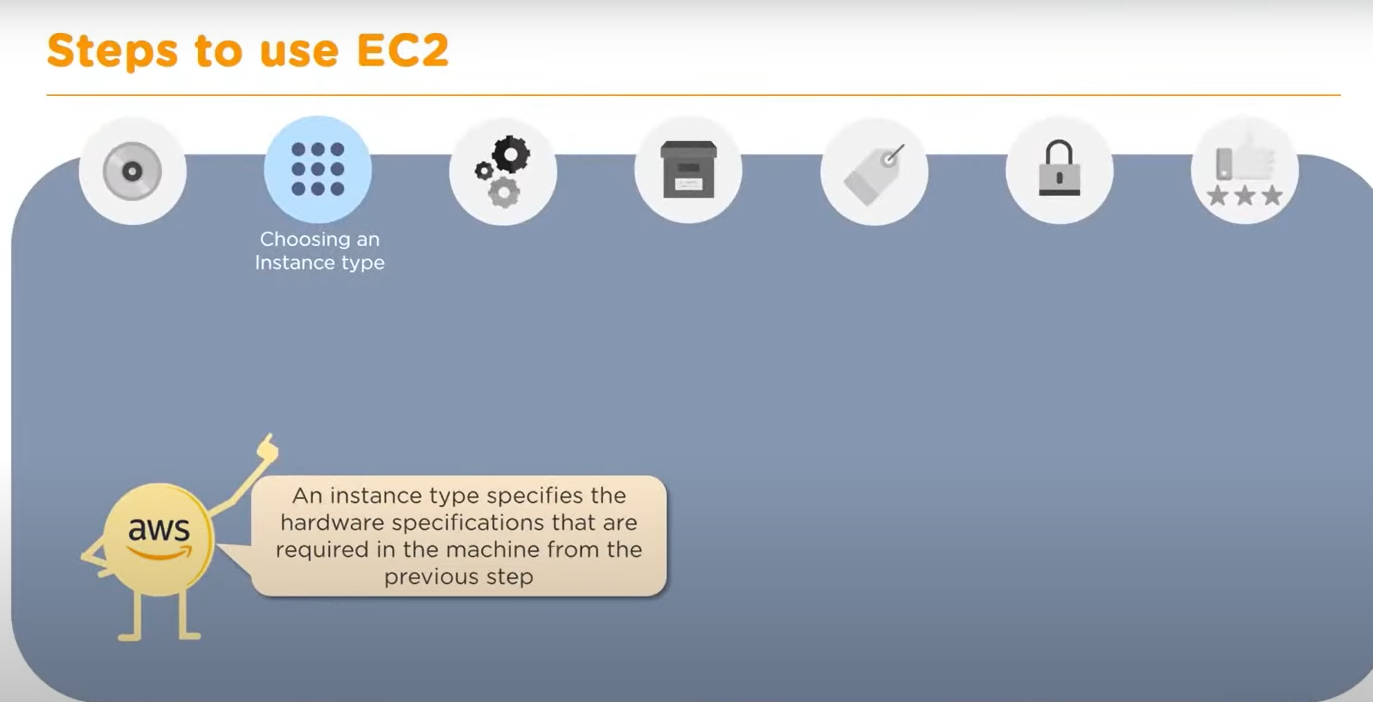 Steps to use EC2
Choosing an
Instance type
An instance type specifies the
hardware specifications that are
required in the machine from the
previous step
aws